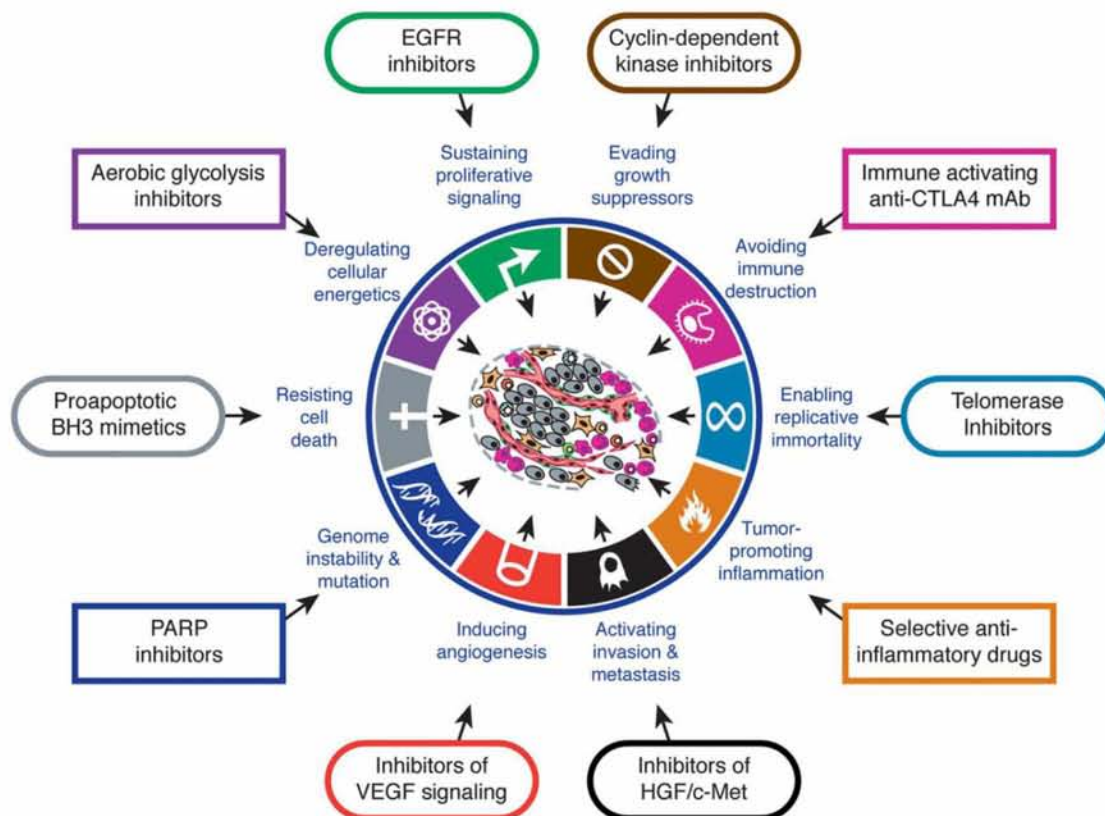 EGFR
inhibitors
Cyclin-dependent
kinase inhibitors
Sustaining
proliferative
signaling
Evading
growth
suppressors
Aerobic glycolysis
inhibitors
Immune activating
anti-CTLA4 mAb
Deregulating
cellular
energetics
Avoiding
immune
destruction
Proapoptotic
BH3 mimetics
Resisting
cell
death
Enabling
replicative
immortality
Telomerase
Inhibitors
Genome
instability &
mutation
Tumor-
promoting
inflammation
PARP
inhibitors
Inducing
angiogenesis
Activating
invasion &
metastasis
Selective anti-
inflammatory drugs
Inhibitors of
VEGF signaling
Inhibitors of
HGF/c-Met